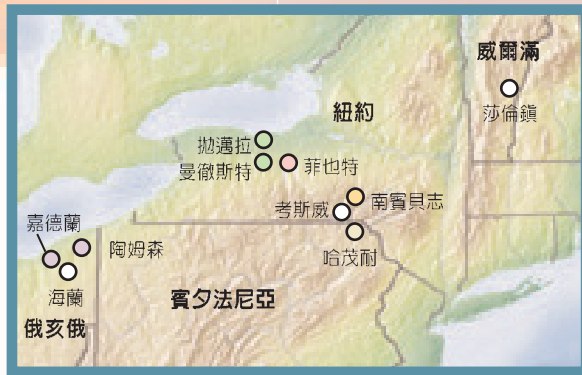 威爾滿
莎倫鎮
紐約
拋邁拉
曼徹斯特
菲也特
南賓貝志
考斯威
哈茂耐
嘉德蘭
陶姆森
海蘭
賓夕法尼亞
俄亥俄